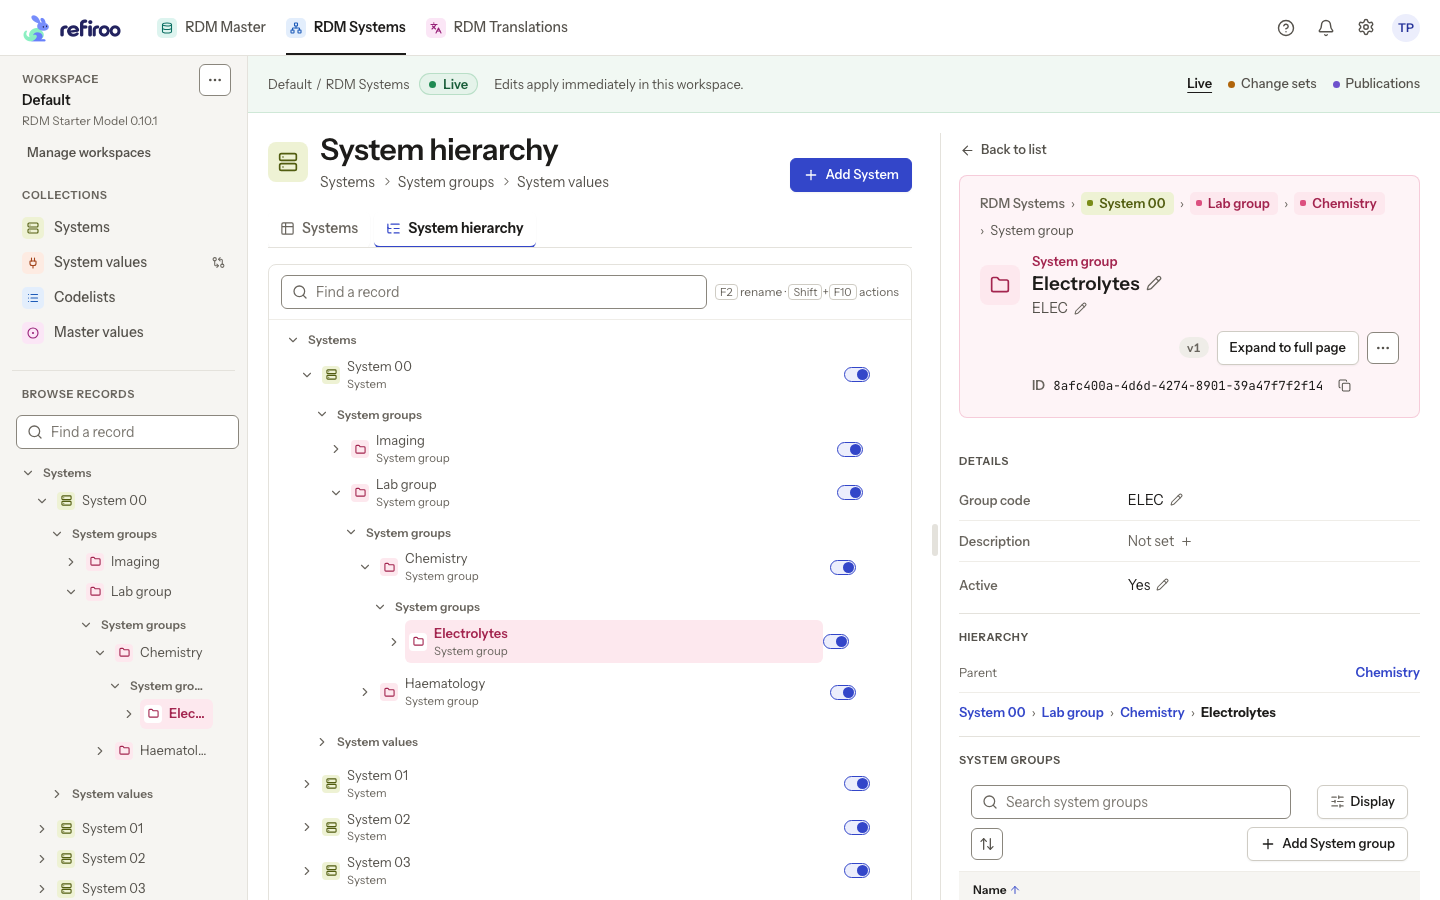 refiroo
RDM Master
RDM Systems
RDM Translations
TP
WORKSPACE
Default
RDM Starter Model 0.10.1
Manage workspaces
COLLECTIONS
Systems
System values
Codelists
Master values
BROWSE RECORDS
Find a record
Systems
System 00
System groups
Imaging
Lab group
System groups
Chemistry
System gro...
Elec...
Haematol...
System values
System 01
System 02
System 03
Default / RDM Systems
Live
Edits apply immediately in this workspace.
Live
Change sets
Publications
System hierarchy
Systems › System groups › System values
+ Add System
Systems
System hierarchy
Find a record
F2 rename · Shift + F10 actions
Systems
System 00
System
System groups
Imaging
System group
Lab group
System group
System groups
Chemistry
System group
System groups
Electrolytes
System group
Haematology
System group
System values
System 01
System
System 02
System
System 03
System
← Back to list
RDM Systems › System 00 › Lab group › Chemistry
› System group
System group
Electrolytes
ELEC
v1
Expand to full page
ID 8afc400a-4d6d-4274-8901-39a47f7f2f14
DETAILS
Group code ELEC
Description Not set +
Active Yes
HIERARCHY
Parent Chemistry
System 00 › Lab group › Chemistry › Electrolytes
SYSTEM GROUPS
Search system groups
Display
+ Add System group
Name ↑